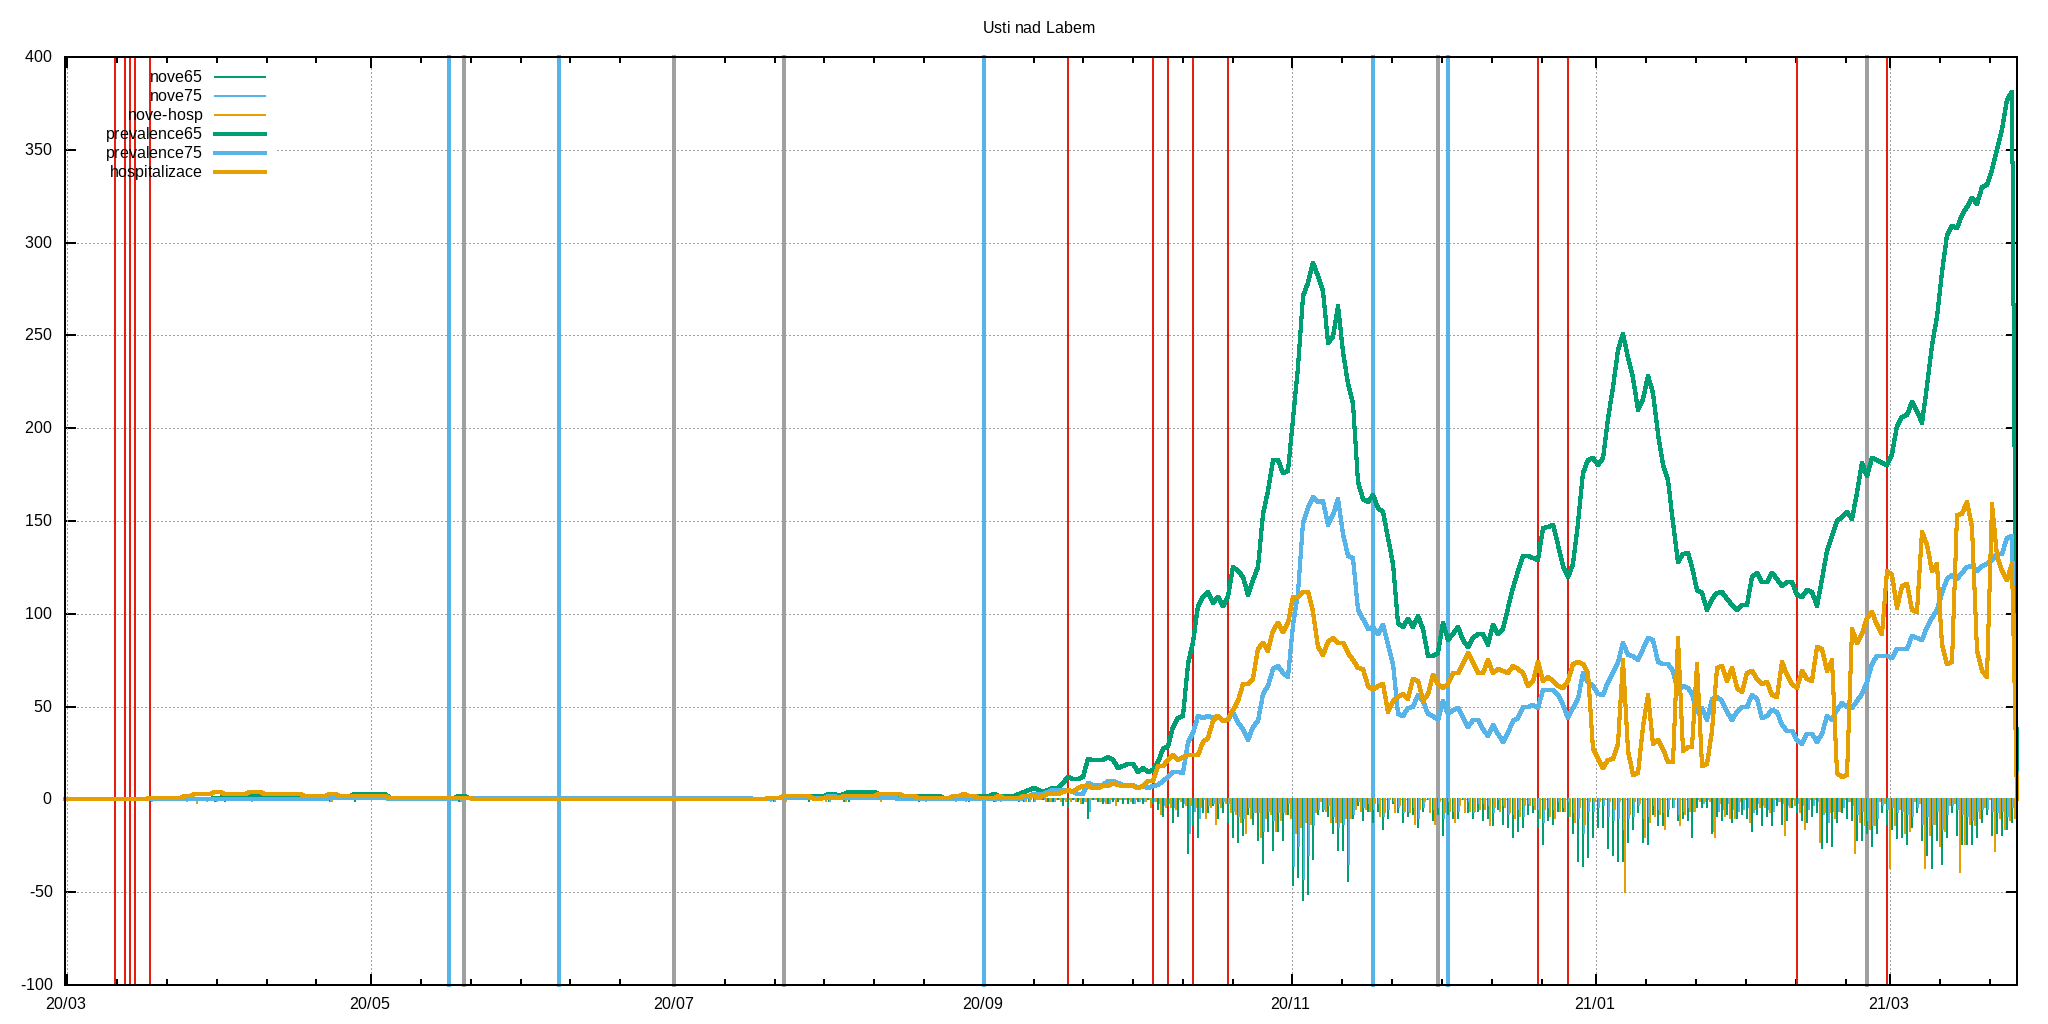 Usti nad Labem
400
nove65
nove75
nove-hosp
prevalence65
350
prevalence75
hospitalizace
300
250
200
150
100
50
0
-50
-100
20/03 20/05 20/07 20/09 20/11 21/01 21/03